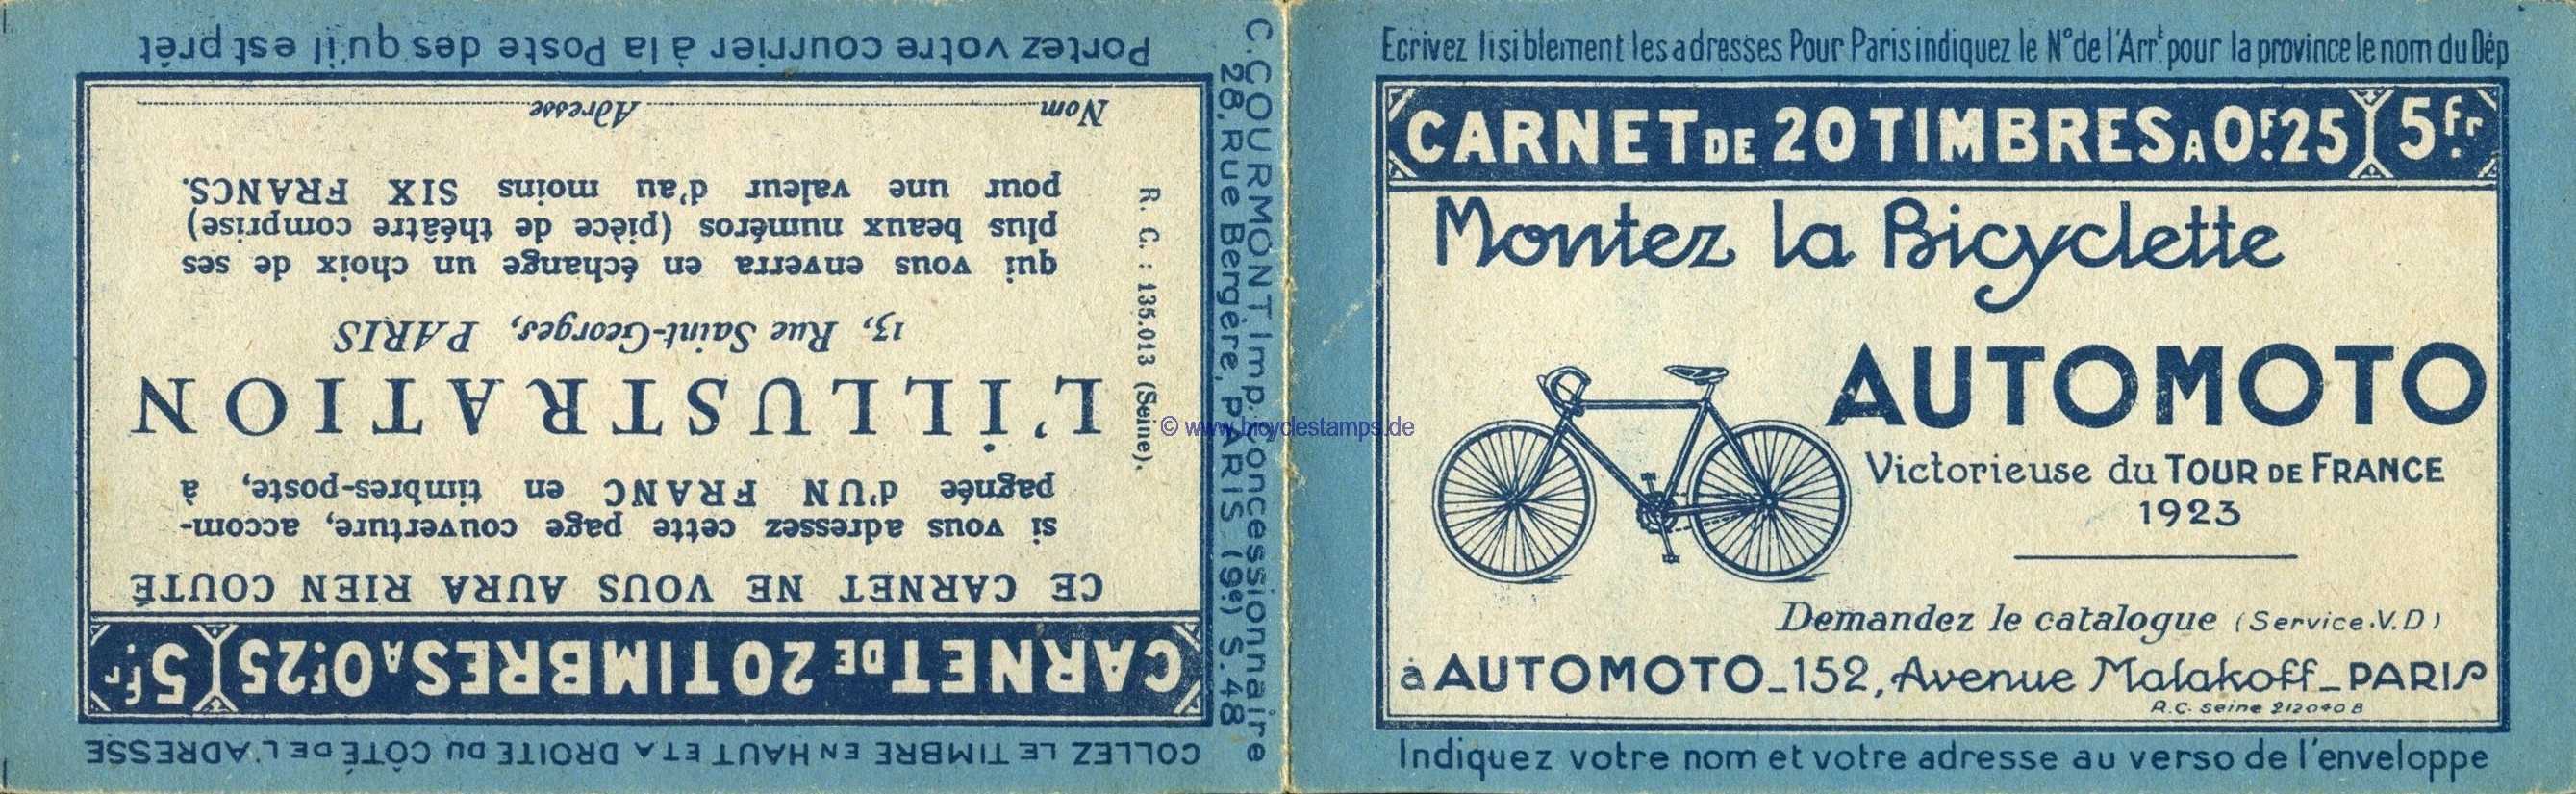 Portez votre courrier à la Poste dès qu'il est prêt
Nom Adresse
pour une valeur d'au moins SIX FRANCS.
plus beaux numéros (pièce de théâtre comprise)
qui vous enverra en échange un choix de ses
13, Rue Saint-Georges, PARIS
L'ILLUSTRATION
pagnée d'UN FRANC en timbres-poste, à
si vous adressez cette page couverture, accom-
CE CARNET NE VOUS AURA RIEN COUTÉ
CARNET DE 20 TIMBRES A 0F.25 5fr.
COLLEZ LE TIMBRE EN HAUT ET A DROITE DU CÔTÉ DE L'ADRESSE
R. C. : 135.013 (Seine).
C. COURMONT. Imp. Concessionnaire
28, Rue Bergère, PARIS (9e) S. 48
© www.bicyclestamps.de
Ecrivez lisiblement les adresses Pour Paris indiquez le N° de l'Arrt pour la province le nom du Dép
CARNET DE 20 TIMBRES A 0F.25 5fr.
Montez la Bicyclette
AUTOMOTO
Victorieuse du TOUR DE FRANCE
1923
Demandez le catalogue (Service.V.D)
à AUTOMOTO_152, Avenue Malakoff_PARIS
R.C. Seine 212040 B
Indiquez votre nom et votre adresse au verso de l'enveloppe